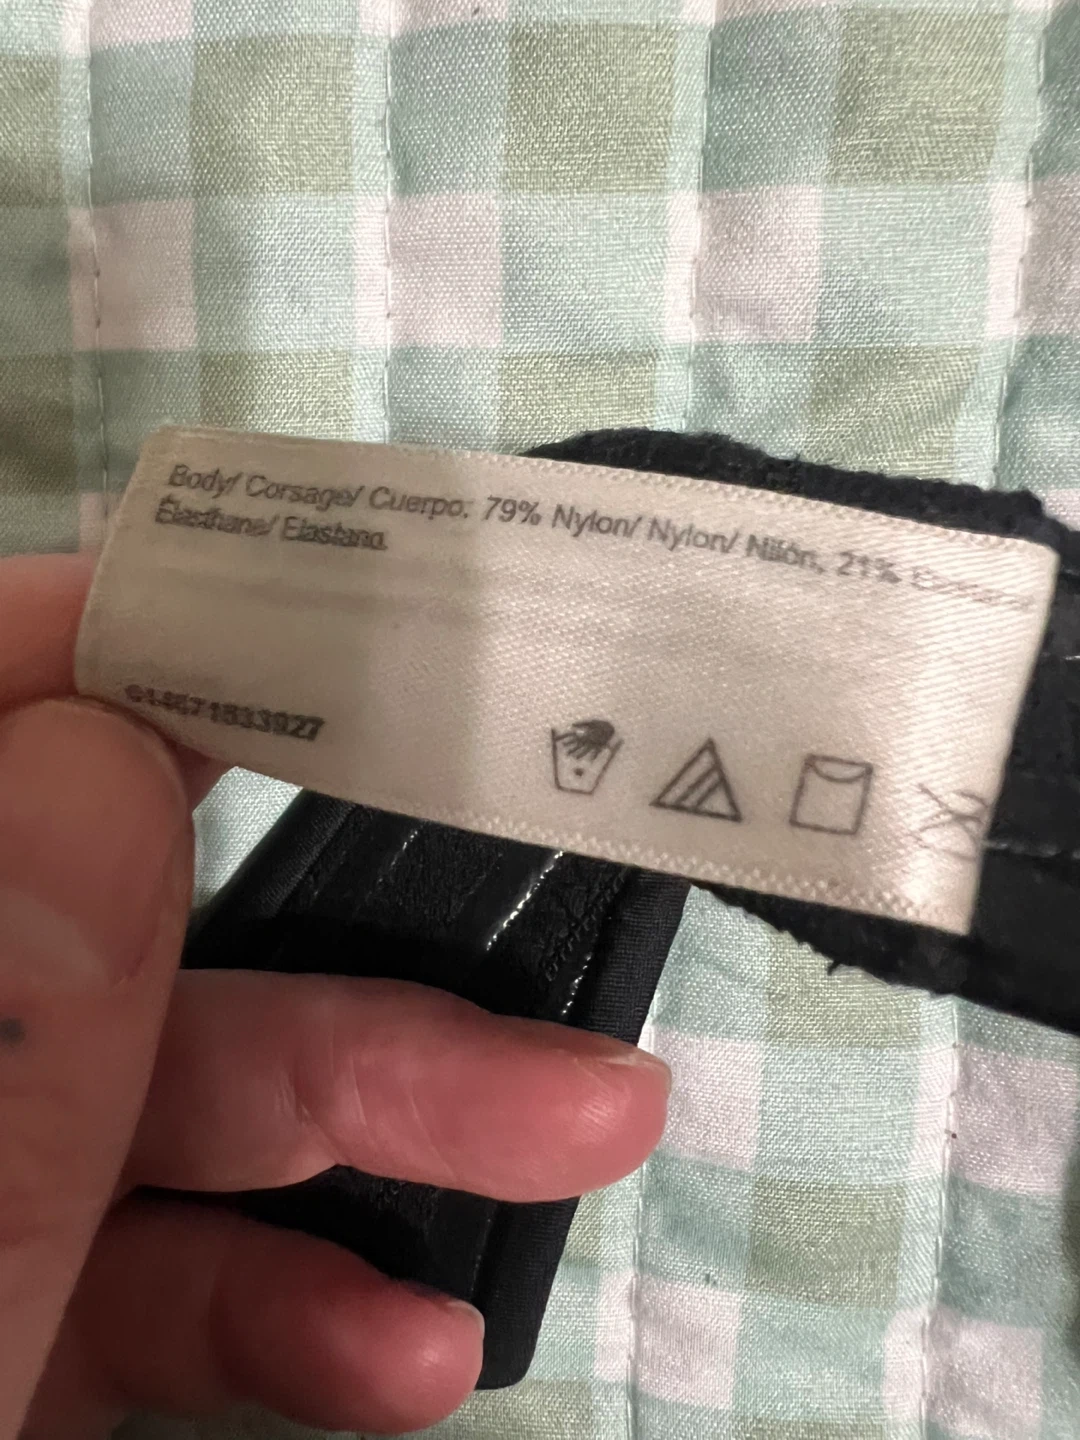 Body/ Corsage/ Cuerpo: 79% Nylon/ Nylon/ Nilón, 21%
Élasthane/ Elastano